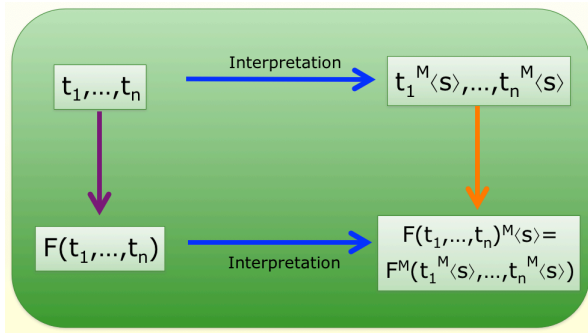 Interpretation
t₁,...,tₙ
t₁ᴹ⟨s⟩,...,tₙᴹ⟨s⟩
F(t₁,...,tₙ)
F(t₁,...,tₙ)ᴹ⟨s⟩=
Fᴹ(t₁ᴹ⟨s⟩,...,tₙᴹ⟨s⟩)
Interpretation